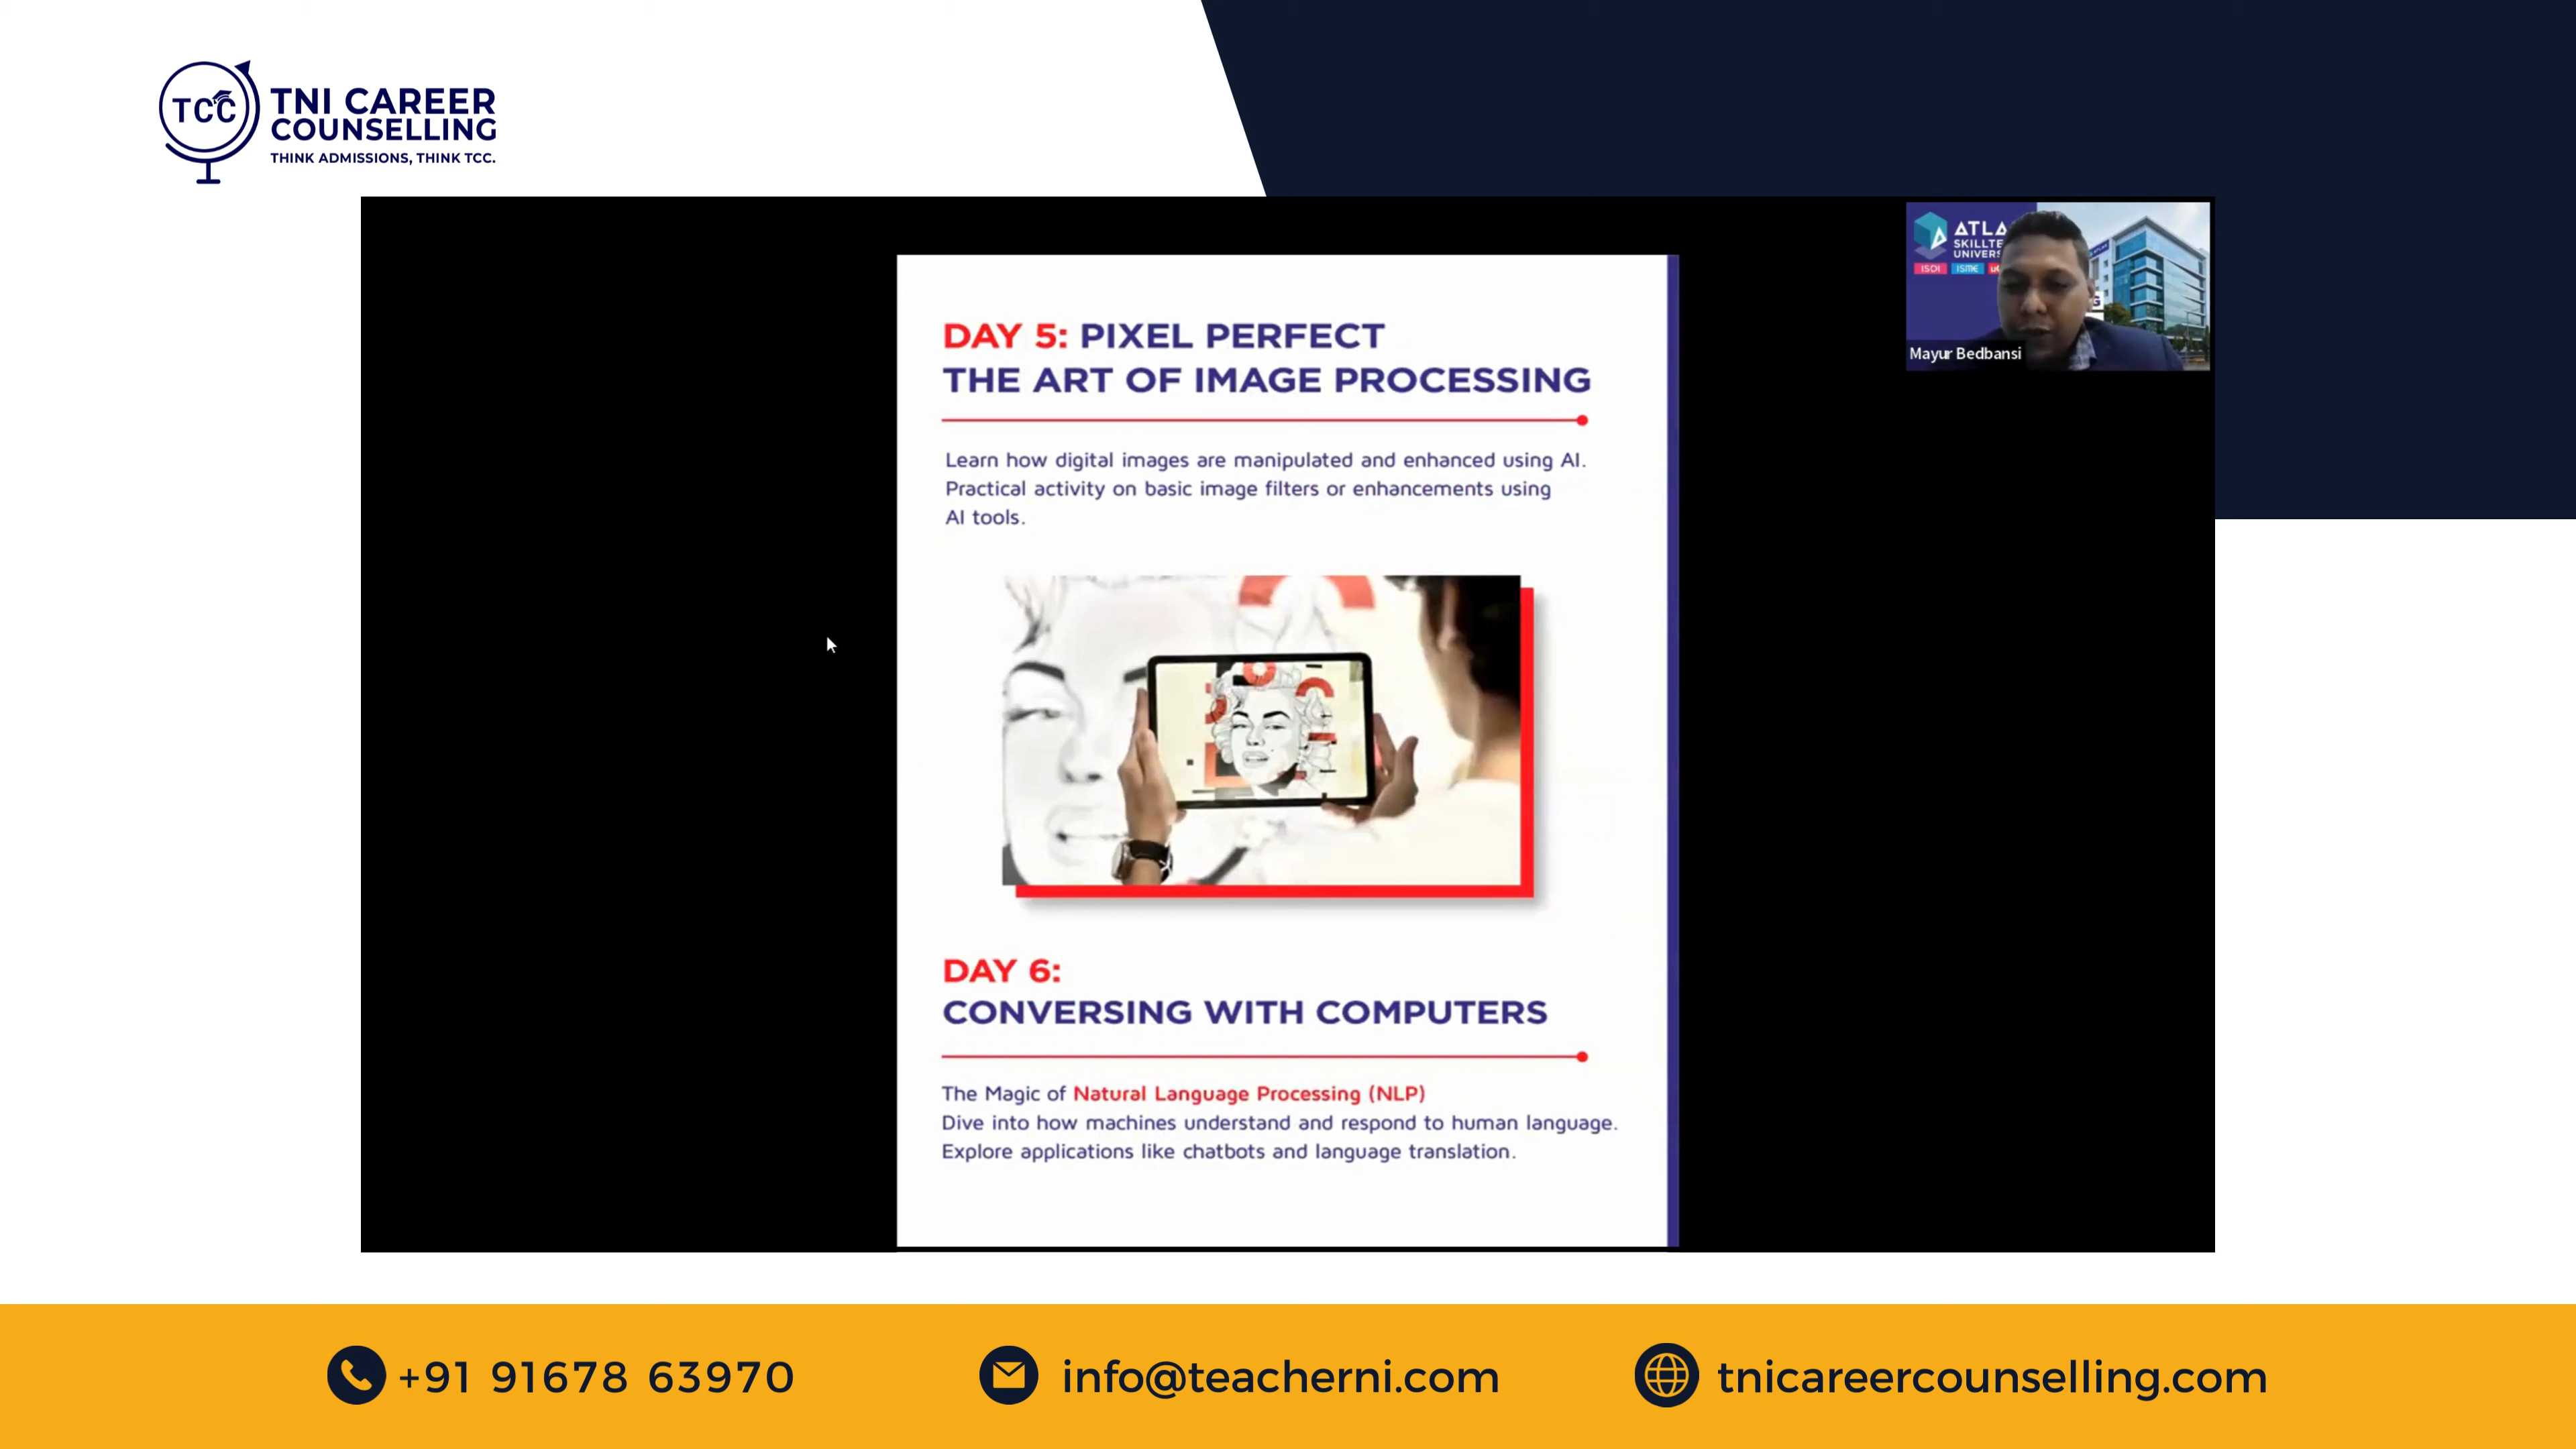 TCC
TNI CAREER
COUNSELLING
THINK ADMISSIONS, THINK TCC.
ISDI ISME
Mayur Bedbansi
DAY 5: PIXEL PERFECT
THE ART OF IMAGE PROCESSING
Learn how digital images are manipulated and enhanced using AI.
Practical activity on basic image filters or enhancements using
AI tools.
DAY 6:
CONVERSING WITH COMPUTERS
The Magic of Natural Language Processing (NLP)
Dive into how machines understand and respond to human language.
Explore applications like chatbots and language translation.
+91 91678 63970
info@teacherni.com
tnicareercounselling.com